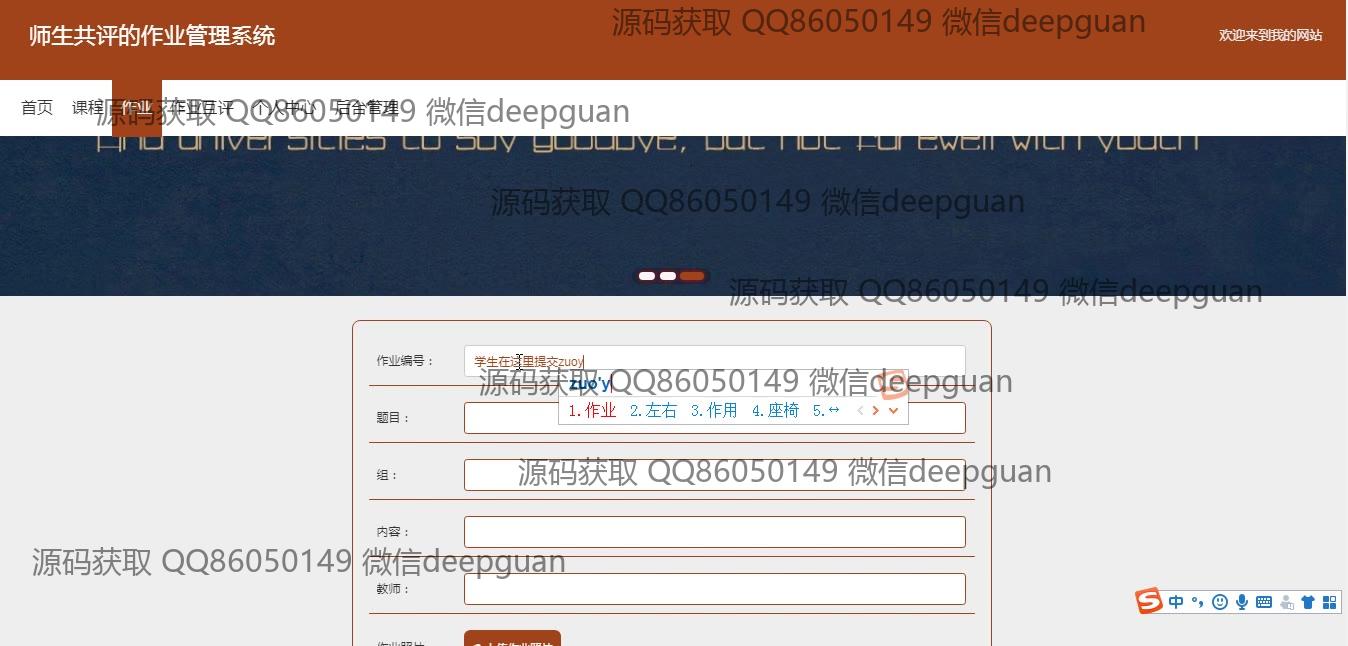 师生共评的作业管理系统
源码获取 QQ86050149 微信deepguan
欢迎来到我的网站
首页 课程 作业 作业互评 个人中心 后台管理
源码获取 QQ86050149 微信deepguan
And universities to say goodbye, but not farewell with youth
源码获取 QQ86050149 微信deepguan
源码获取 QQ86050149 微信deepguan
作业编号：
学生在这里提交zuoy
源码获取 QQ86050149 微信deepguan
zuo'y
1.作业 2.左右 3.作用 4.座椅 5.↔
题目：
组：
源码获取 QQ86050149 微信deepguan
内容：
源码获取 QQ86050149 微信deepguan
教师：
中
作业照片
上传作业照片